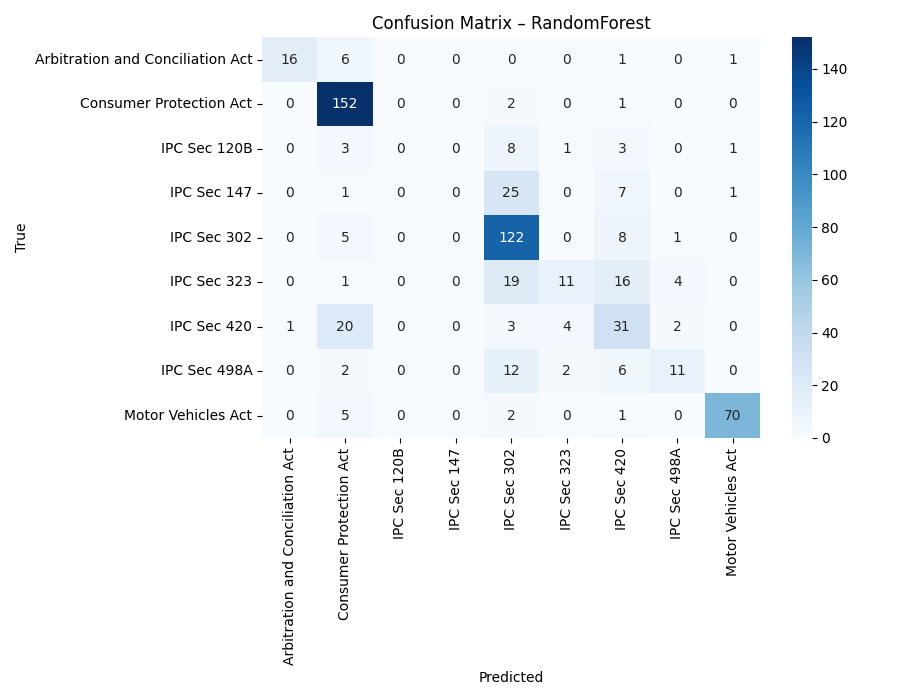 Confusion Matrix – RandomForest
Arbitration and Conciliation Act 16 6 0 0 0 0 1 0 1
Consumer Protection Act 0 152 0 0 2 0 1 0 0
IPC Sec 120B 0 3 0 0 8 1 3 0 1
IPC Sec 147 0 1 0 0 25 0 7 0 1
IPC Sec 302 0 5 0 0 122 0 8 1 0
IPC Sec 323 0 1 0 0 19 11 16 4 0
IPC Sec 420 1 20 0 0 3 4 31 2 0
IPC Sec 498A 0 2 0 0 12 2 6 11 0
Motor Vehicles Act 0 5 0 0 2 0 1 0 70
True
Arbitration and Conciliation Act
Consumer Protection Act
IPC Sec 120B
IPC Sec 147
IPC Sec 302
IPC Sec 323
IPC Sec 420
IPC Sec 498A
Motor Vehicles Act
Predicted
140
120
100
80
60
40
20
0